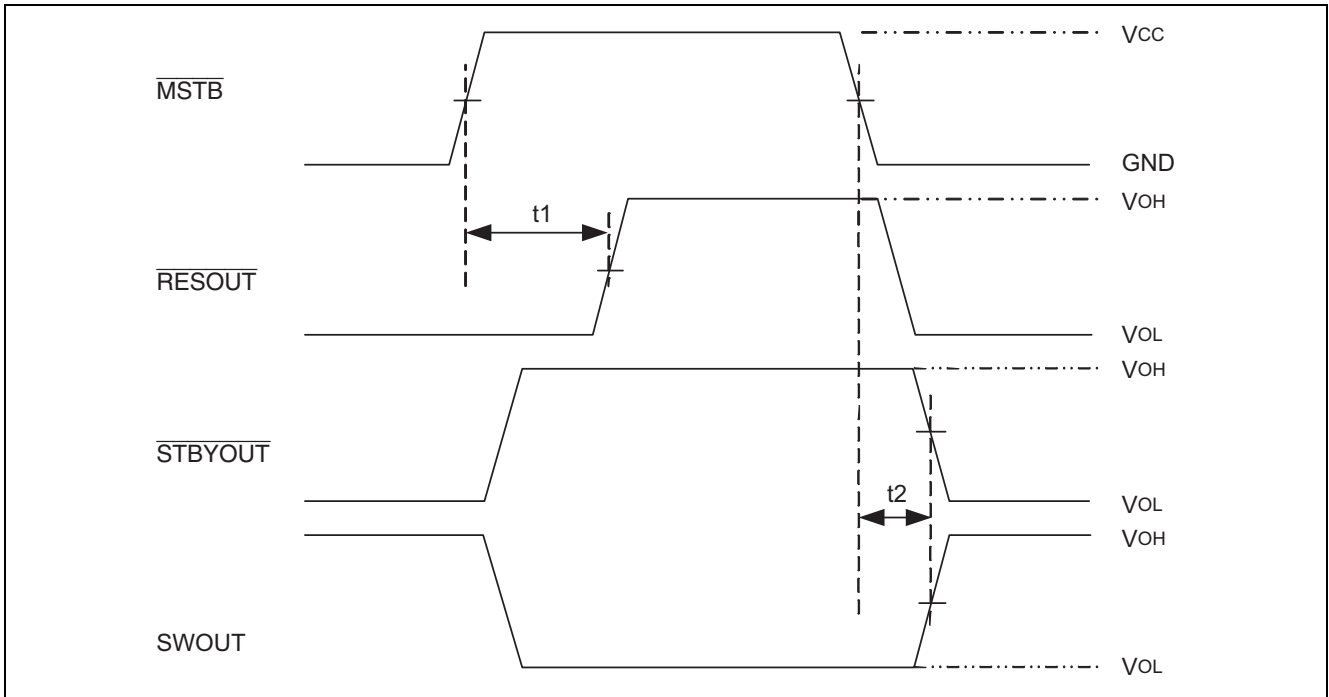 VCC
MSTB
GND
VOH
t1
RESOUT
VOL
VOH
STBYOUT
t2
VOL
VOH
SWOUT
VOL